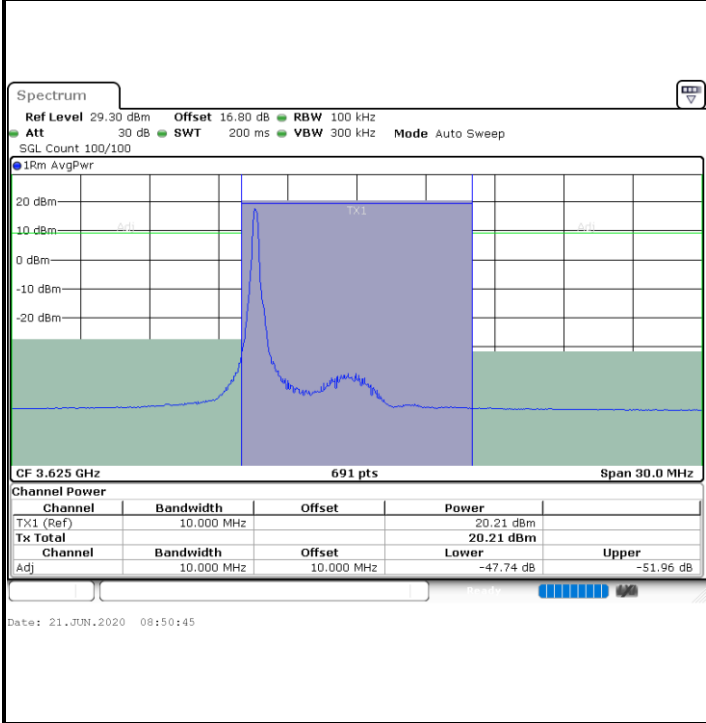 Spectrum
Ref Level 29.30 dBm Offset 16.80 dB RBW 100 kHz
Att 30 dB SWT 200 ms VBW 300 kHz Mode Auto Sweep
SGL Count 100/100
1Rm AvgPwr
20 dBm
TX1
Adj 10 dBm Adj
0 dBm
-10 dBm
-20 dBm
CF 3.625 GHz 691 pts Span 30.0 MHz
Channel Power
Channel Bandwidth Offset Power
TX1 (Ref) 10.000 MHz 20.21 dBm
Tx Total 20.21 dBm
Channel Bandwidth Offset Lower Upper
Adj 10.000 MHz 10.000 MHz -47.74 dB -51.96 dB
Ready
Date: 21.JUN.2020 08:50:45